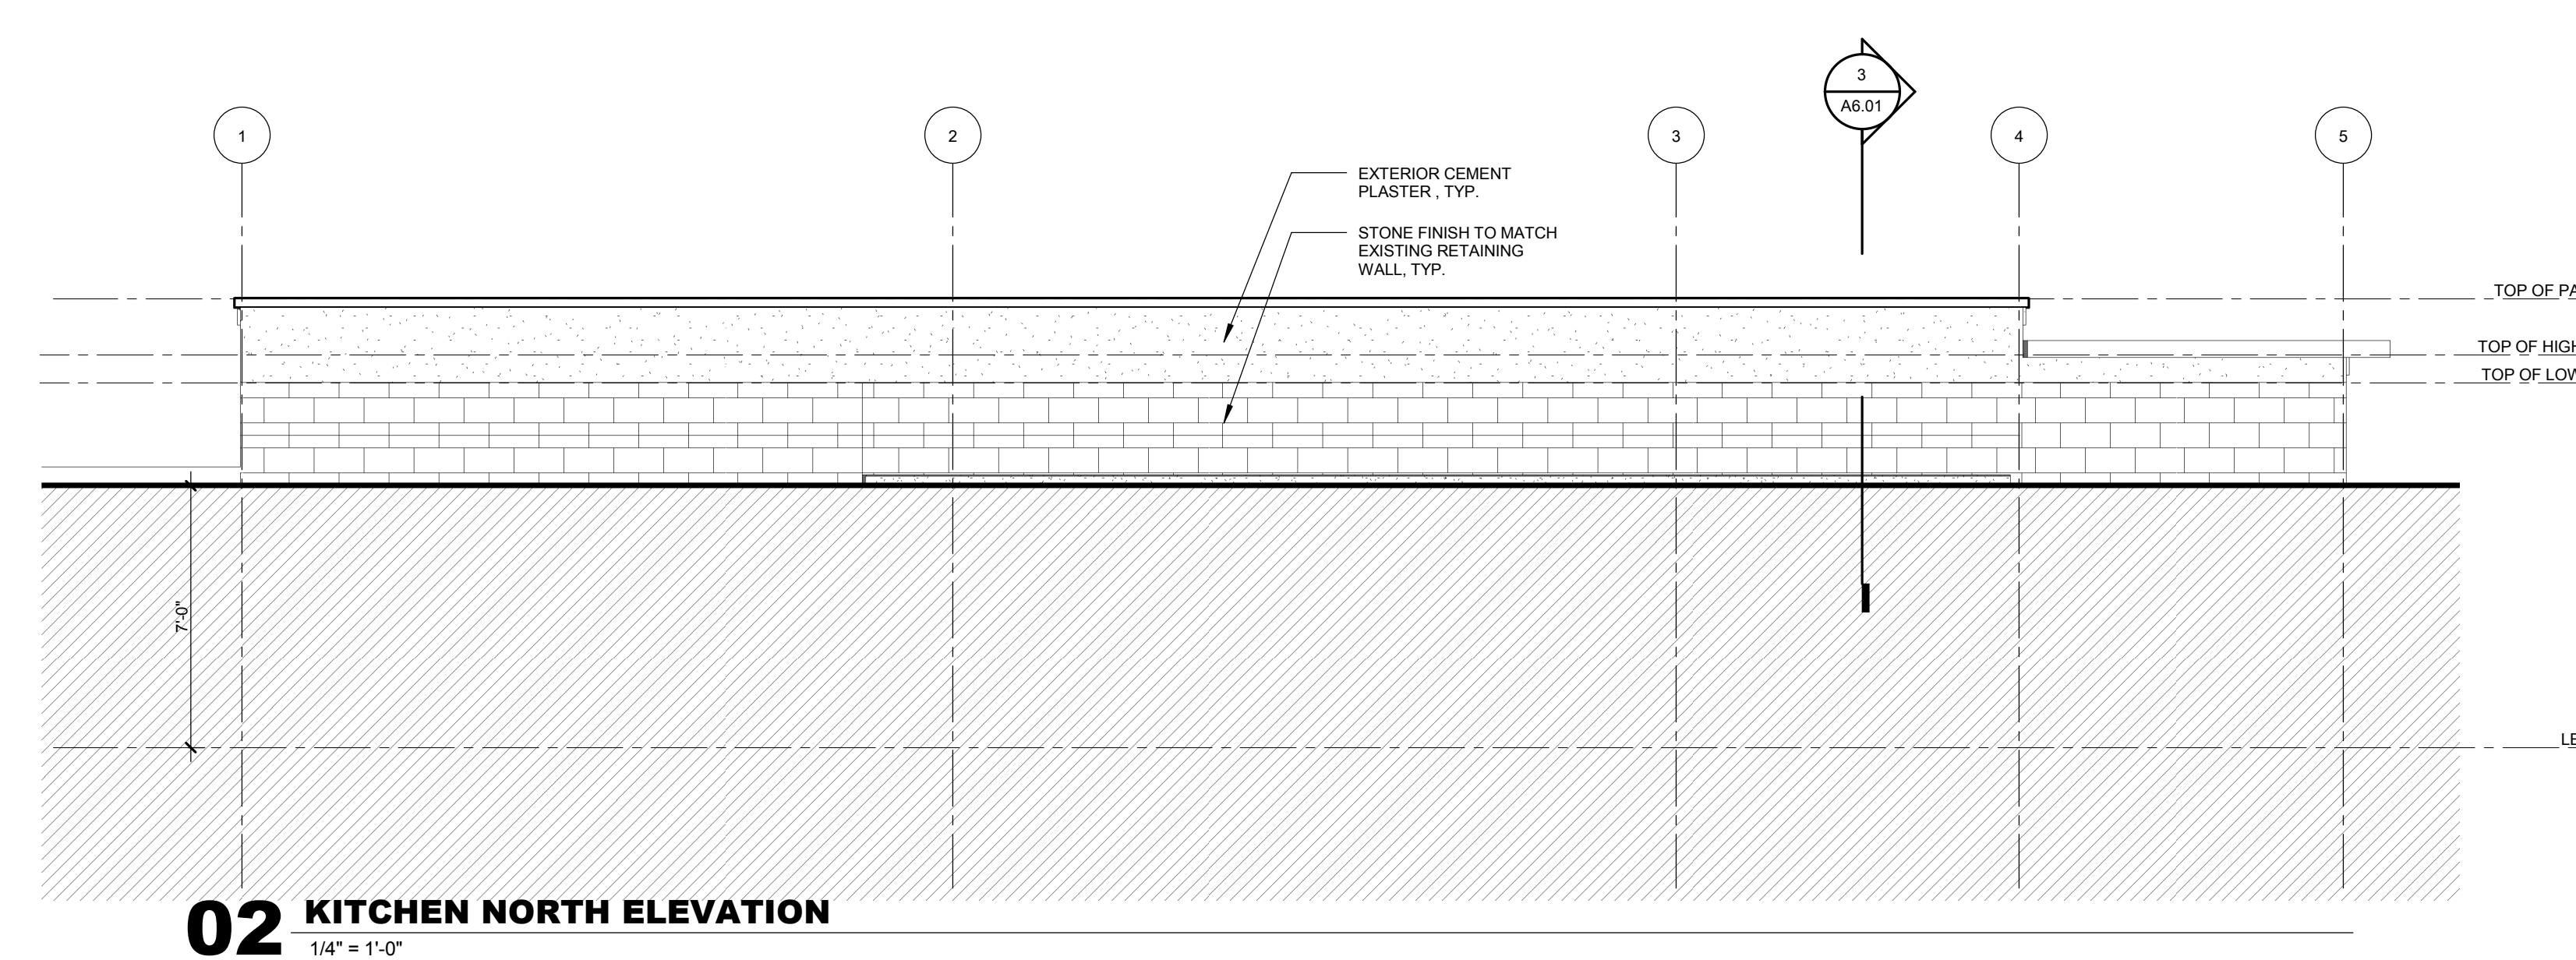 3
A6.01
1
2
3
4
5
EXTERIOR CEMENT
PLASTER , TYP.
STONE FINISH TO MATCH
EXISTING RETAINING
WALL, TYP.
TOP OF PA
TOP OF HIGH
TOP OF LOW
7'-0"
LE
02
KITCHEN NORTH ELEVATION
1/4" = 1'-0"